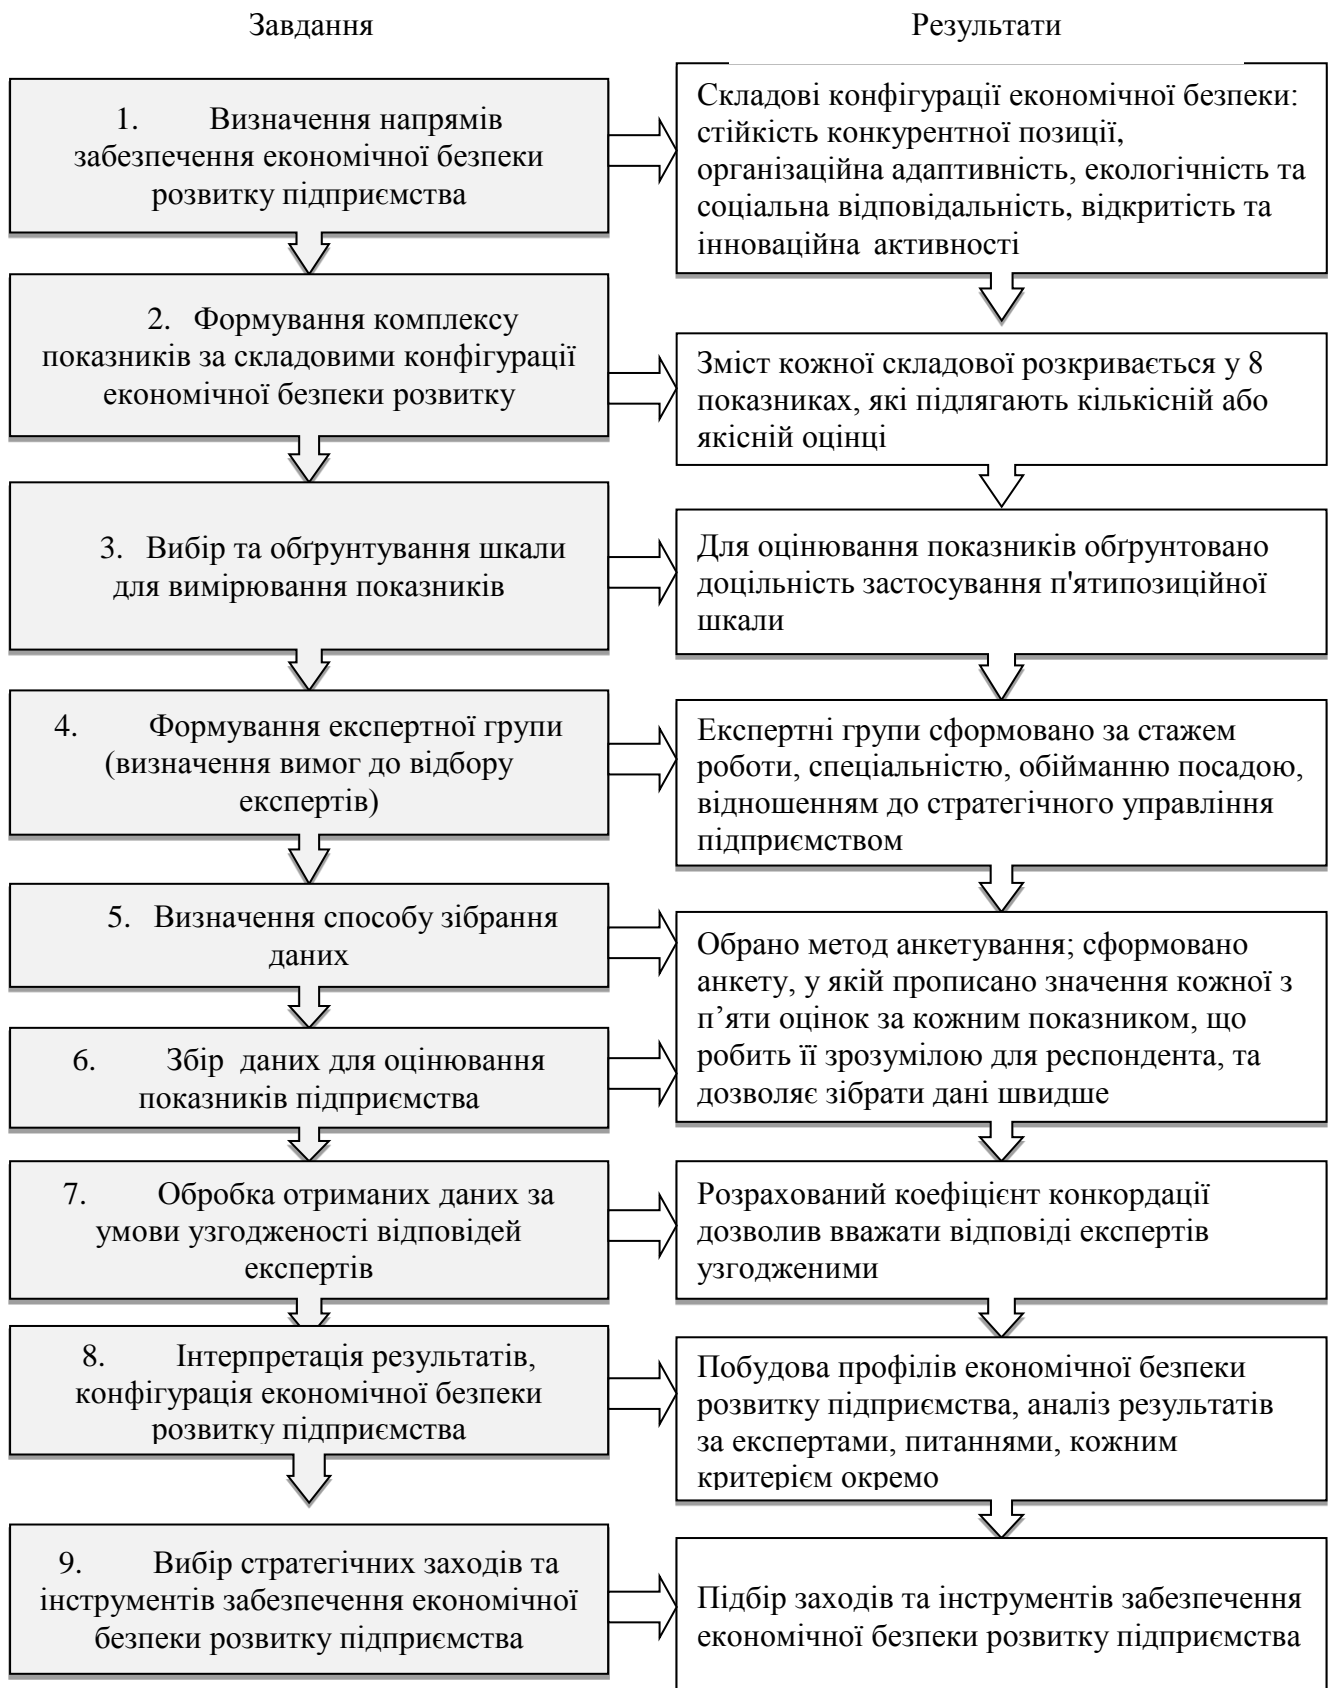 Завдання
Результати
1. Визначення напрямів
забезпечення економічної безпеки
розвитку підприємства
Складові конфігурації економічної безпеки:
стійкість конкурентної позиції,
організаційна адаптивність, екологічність та
соціальна відповідальність, відкритість та
інноваційна активності
2. Формування комплексу
показників за складовими конфігурації
економічної безпеки розвитку
Зміст кожної складової розкривається у 8
показниках, які підлягають кількісній або
якісній оцінці
3. Вибір та обґрунтування шкали
для вимірювання показників
Для оцінювання показників обґрунтовано
доцільність застосування п'ятипозиційної
шкали
4. Формування експертної групи
(визначення вимог до відбору
експертів)
Експертні групи сформовано за стажем
роботи, спеціальністю, обійманню посадою,
відношенням до стратегічного управління
підприємством
5. Визначення способу зібрання
даних
6. Збір даних для оцінювання
показників підприємства
Обрано метод анкетування; сформовано
анкету, у якій прописано значення кожної з
п’яти оцінок за кожним показником, що
робить її зрозумілою для респондента, та
дозволяє зібрати дані швидше
7. Обробка отриманих даних за
умови узгодженості відповідей
експертів
Розрахований коефіцієнт конкордації
дозволив вважати відповіді експертів
узгодженими
8. Інтерпретація результатів,
конфігурація економічної безпеки
розвитку підприємства
Побудова профілів економічної безпеки
розвитку підприємства, аналіз результатів
за експертами, питаннями, кожним
критерієм окремо
9. Вибір стратегічних заходів та
інструментів забезпечення економічної
безпеки розвитку підприємства
Підбір заходів та інструментів забезпечення
економічної безпеки розвитку підприємства